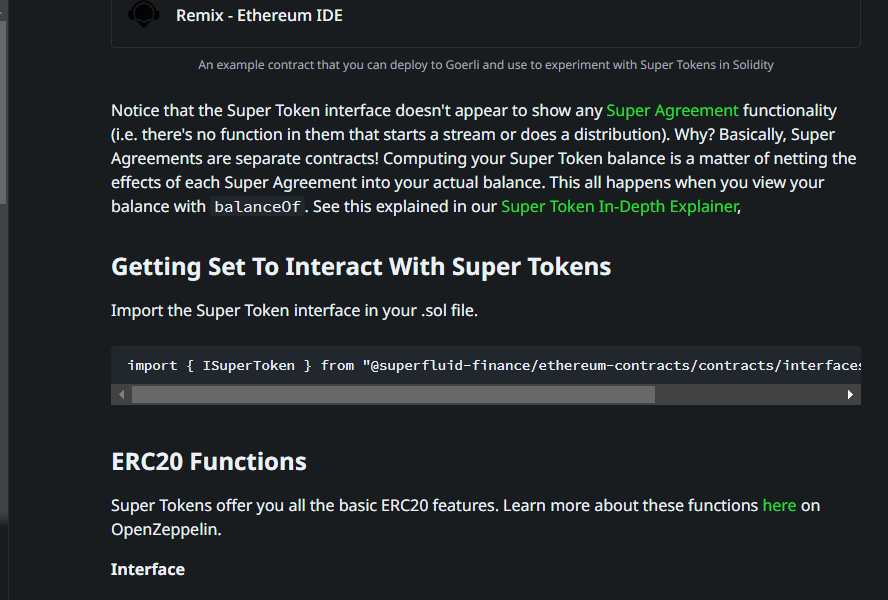 Remix - Ethereum IDE
An example contract that you can deploy to Goerli and use to experiment with Super Tokens in Solidity
Notice that the Super Token interface doesn't appear to show any Super Agreement functionality
(i.e. there's no function in them that starts a stream or does a distribution). Why? Basically, Super
Agreements are separate contracts! Computing your Super Token balance is a matter of netting the
effects of each Super Agreement into your actual balance. This all happens when you view your
balance with balanceOf. See this explained in our Super Token In-Depth Explainer,
Getting Set To Interact With Super Tokens
Import the Super Token interface in your .sol file.
import { ISuperToken } from "@superfluid-finance/ethereum-contracts/contracts/interfaces
ERC20 Functions
Super Tokens offer you all the basic ERC20 features. Learn more about these functions here on
OpenZeppelin.
Interface